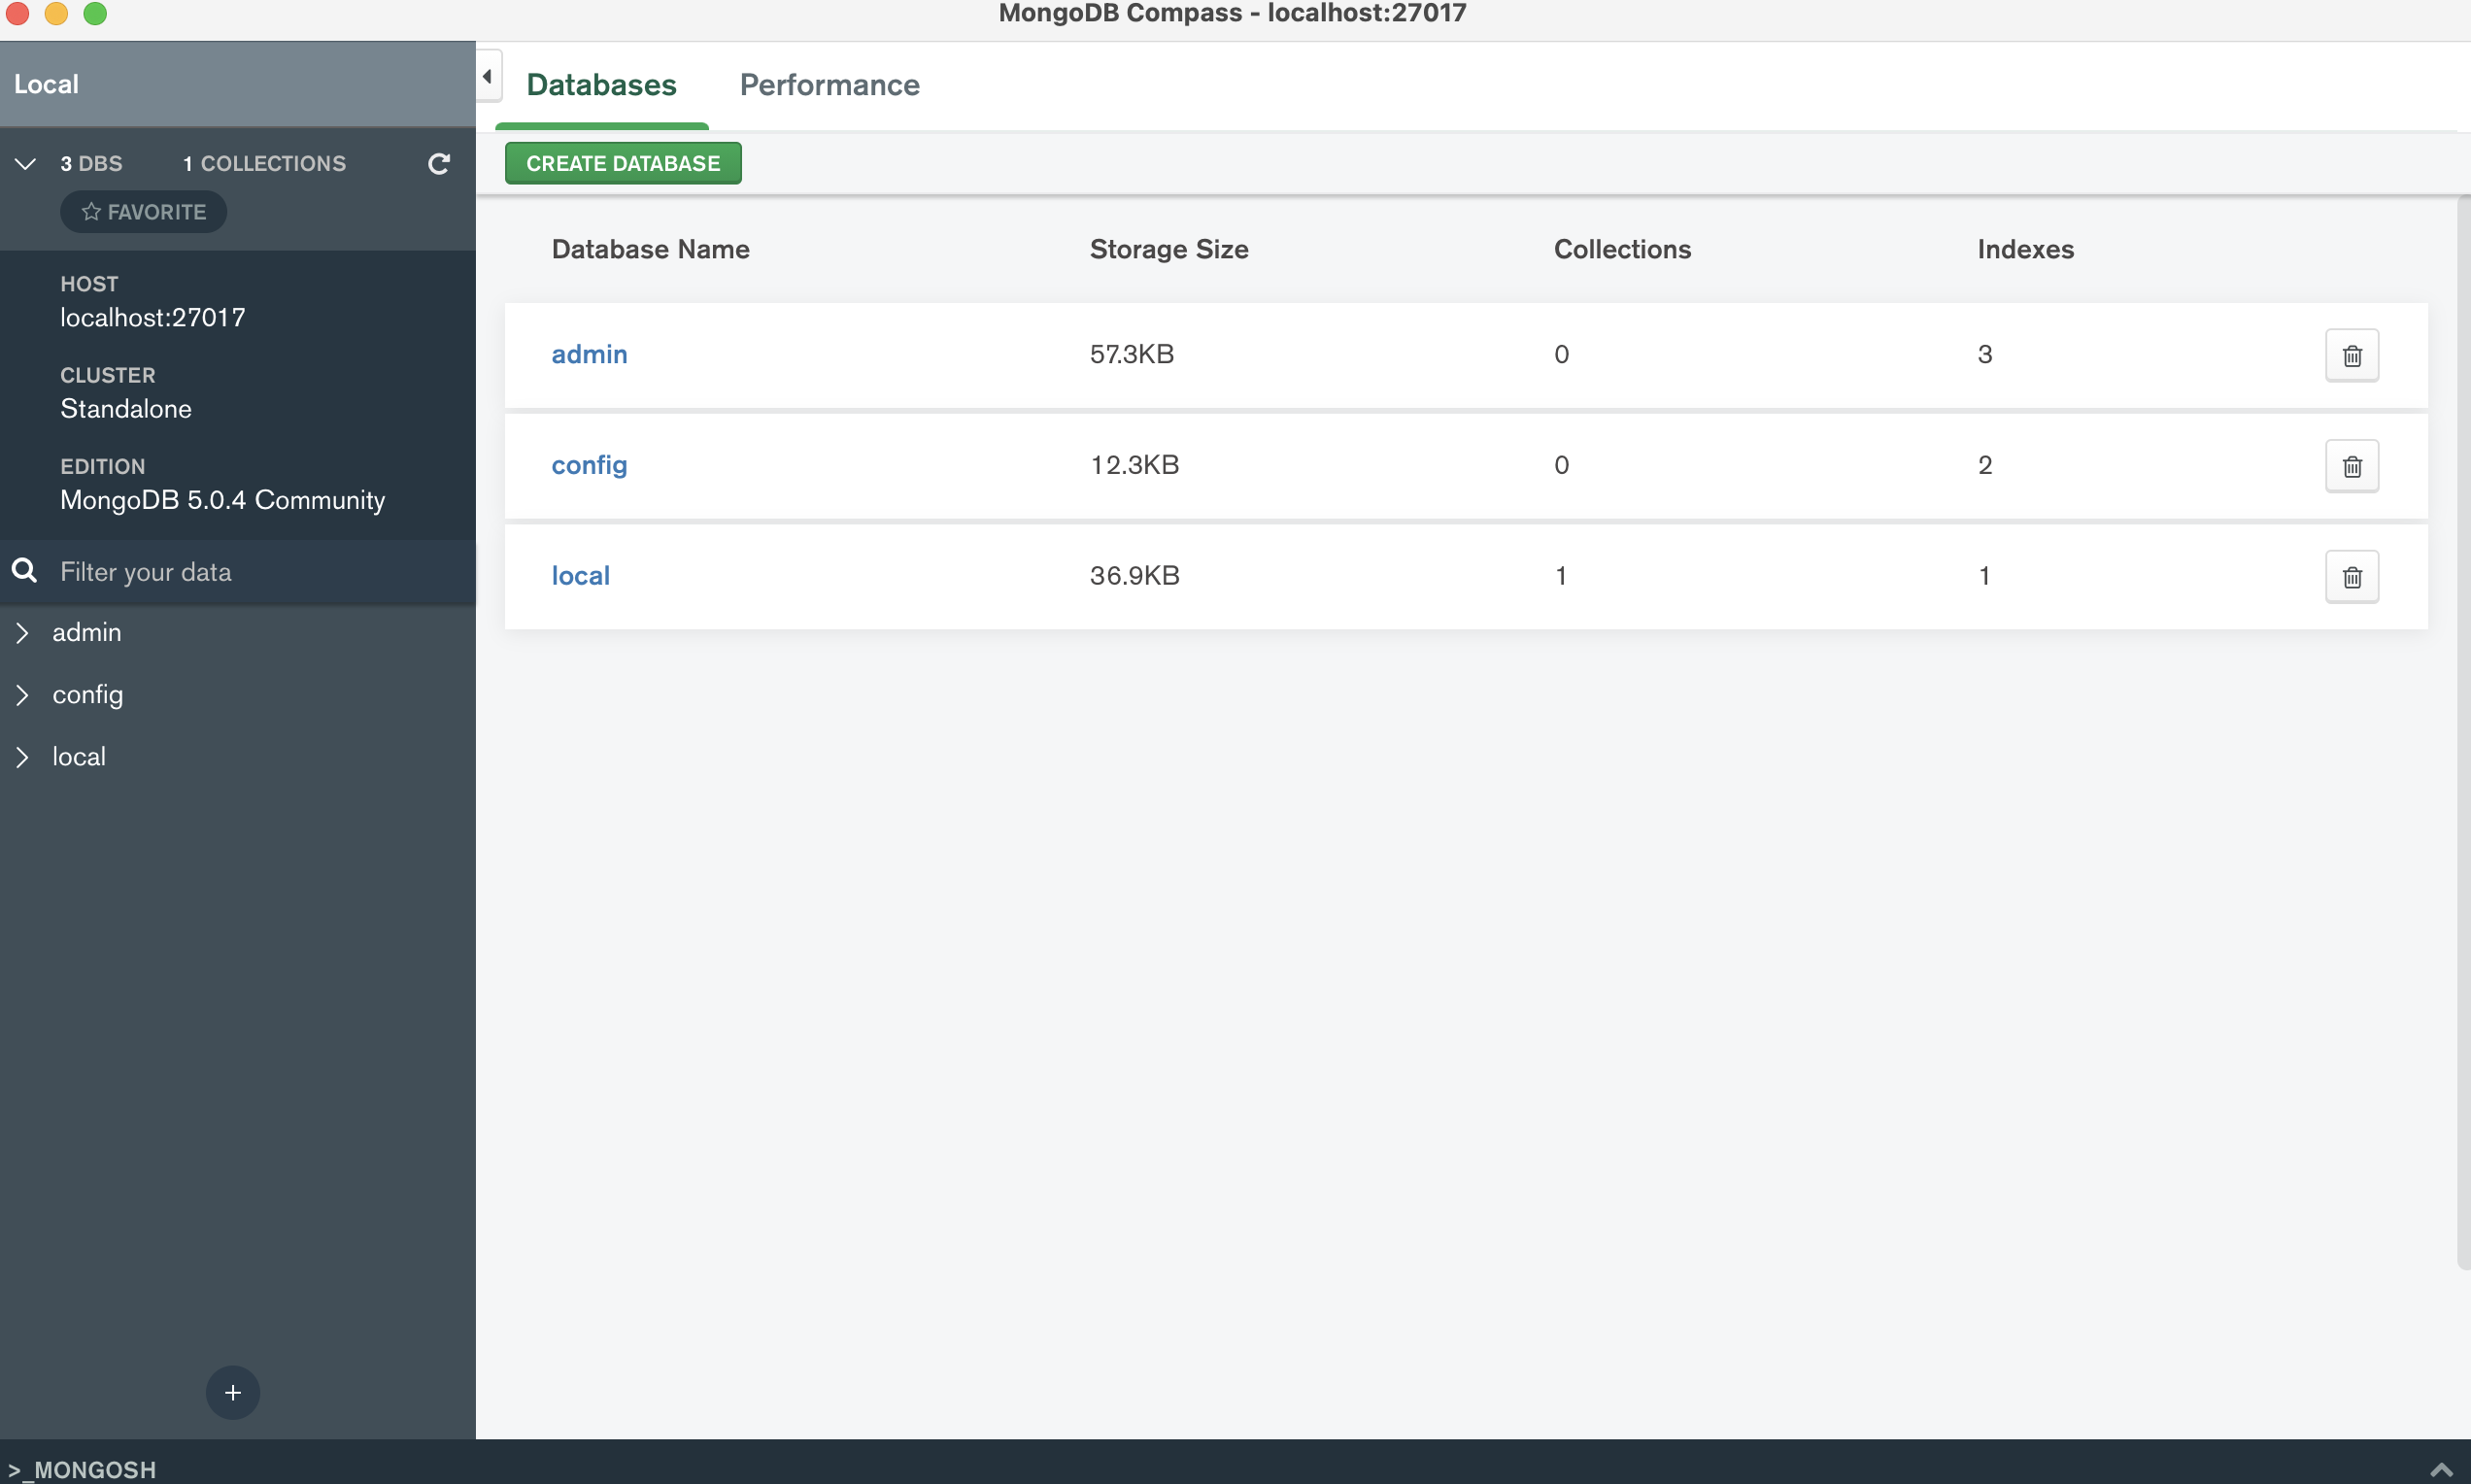 MongoDB Compass - localhost:27017
Local
3 DBS 1 COLLECTIONS
FAVORITE
HOST
localhost:27017
CLUSTER
Standalone
EDITION
MongoDB 5.0.4 Community
Filter your data
admin
config
local
Databases Performance
CREATE DATABASE
Database Name Storage Size Collections Indexes
admin 57.3KB 0 3
config 12.3KB 0 2
local 36.9KB 1 1
>_MONGOSH